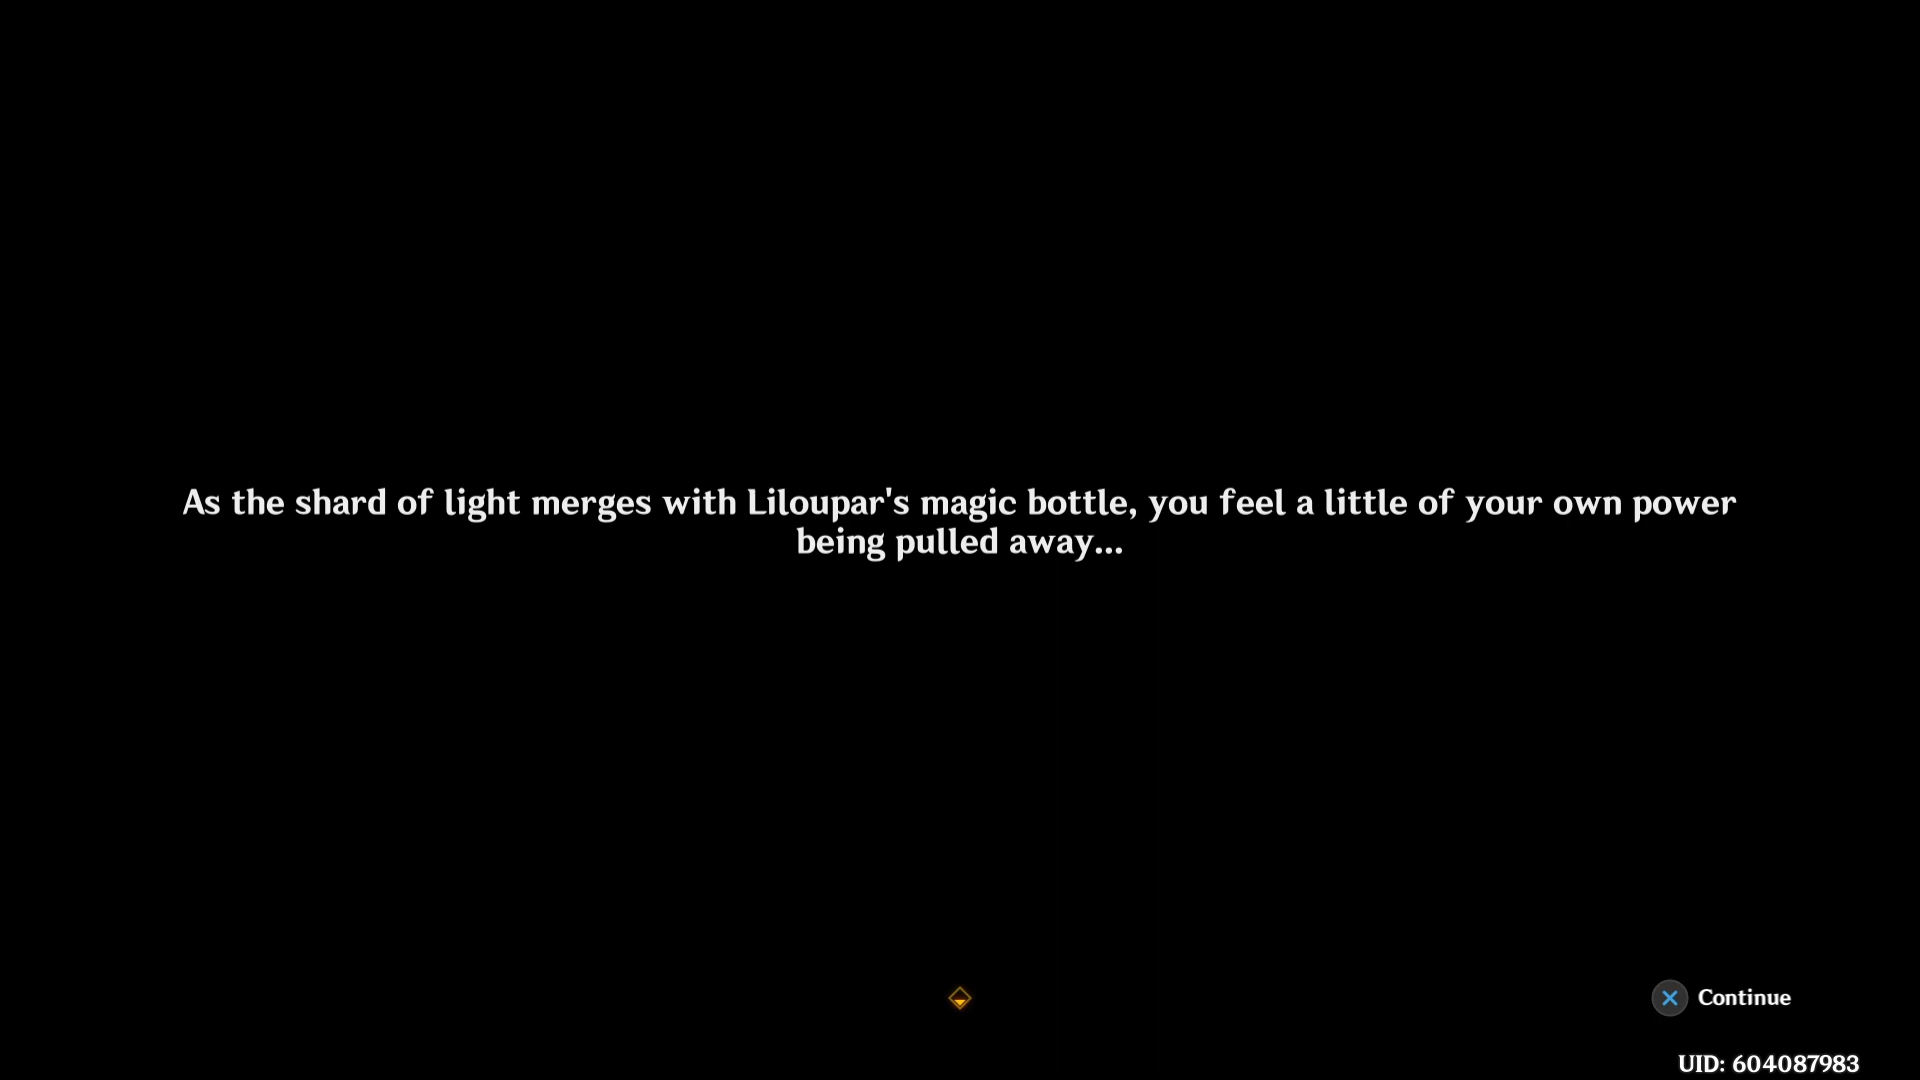 As the shard of light merges with Liloupar's magic bottle, you feel a little of your own power
being pulled away...
Continue
UID: 604087983